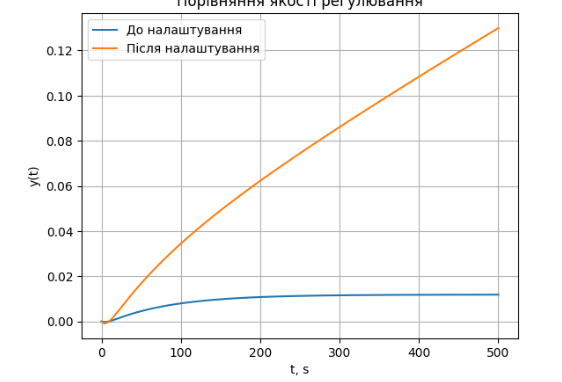 Порівняння якості регулювання
До налаштування
Після налаштування
0.12
0.10
0.08
0.06
0.04
0.02
0.00
y(t)
0 100 200 300 400 500
t, s